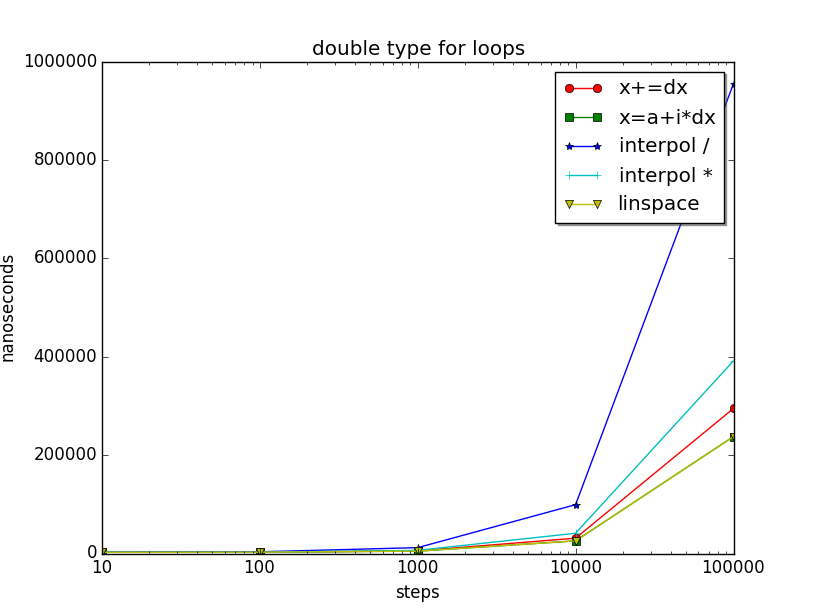 double type for loops
1000000
800000
600000
400000
200000
0
nanoseconds
x+=dx
x=a+i*dx
interpol /
interpol *
linspace
10
100
1000
10000
100000
steps